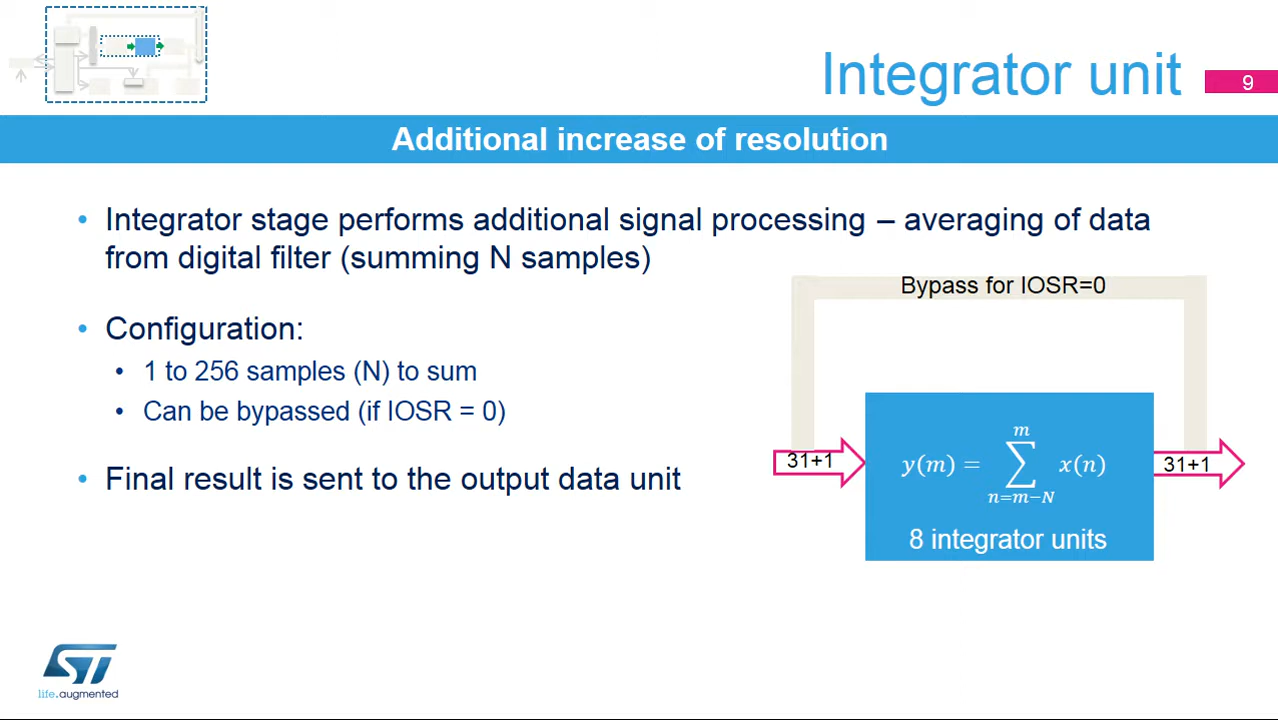 Integrator unit
9
Additional increase of resolution
• Integrator stage performs additional signal processing – averaging of data
from digital filter (summing N samples)
• Configuration:
• 1 to 256 samples (N) to sum
• Can be bypassed (if IOSR = 0)
• Final result is sent to the output data unit
Bypass for IOSR=0
31+1
y(m) = ∑_{n=m−N}^{m} x(n)
8 integrator units
31+1
ST
life.augmented